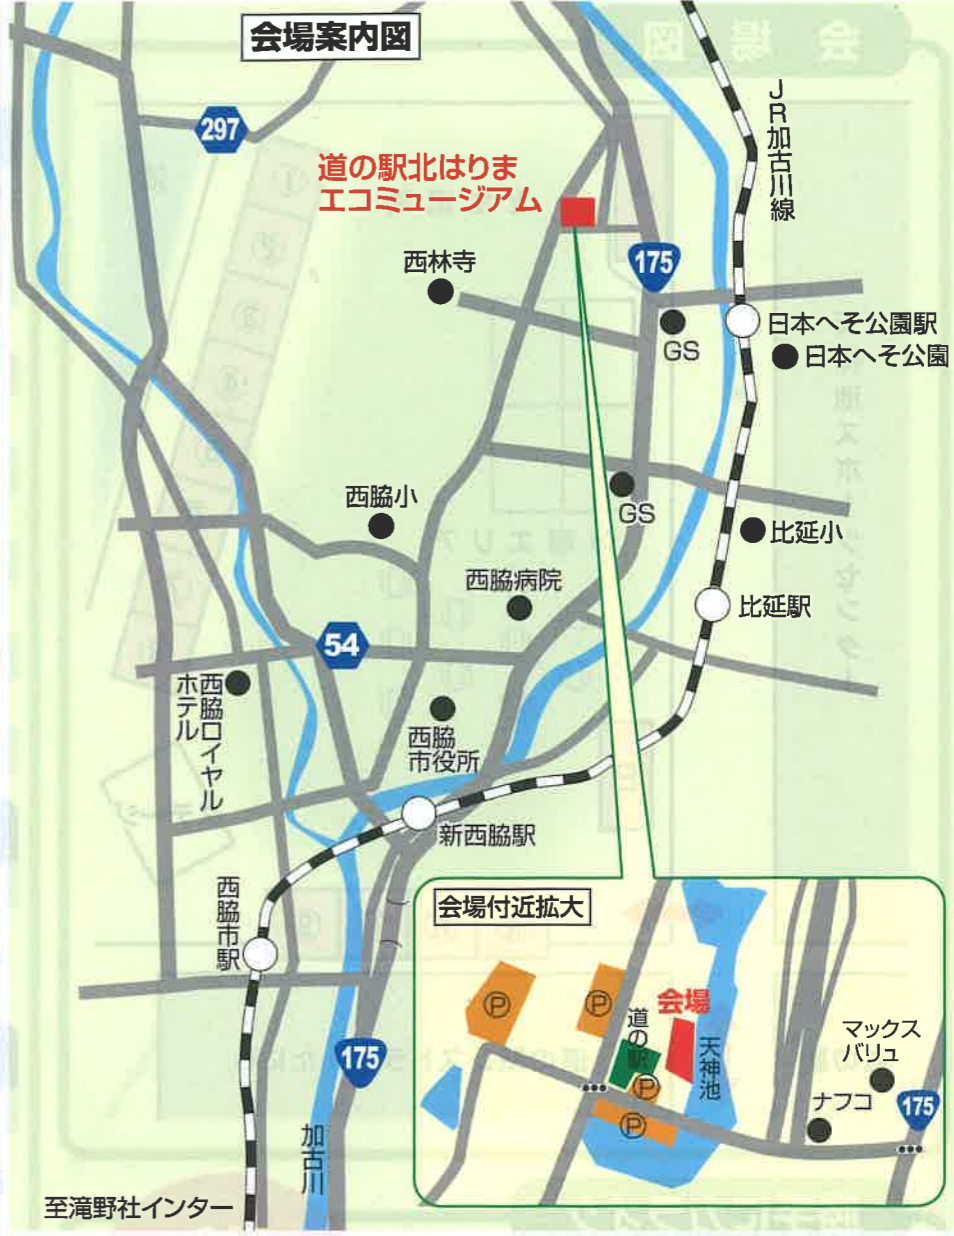 会場案内図
会場図
297
JR加古川線
道の駅北はりま
エコミュージアム
西林寺
175
日本へそ公園駅
日本へそ公園
GS
西脇小
GS
比延小
西脇病院
比延駅
54
西脇ロイヤル
ホテル
西脇
市役所
新西脇駅
西脇市駅
会場付近拡大
P
P
会場
道の駅
天神池
マックス
バリュ
P
P
ナフコ
175
175
加古川
至滝野社インター